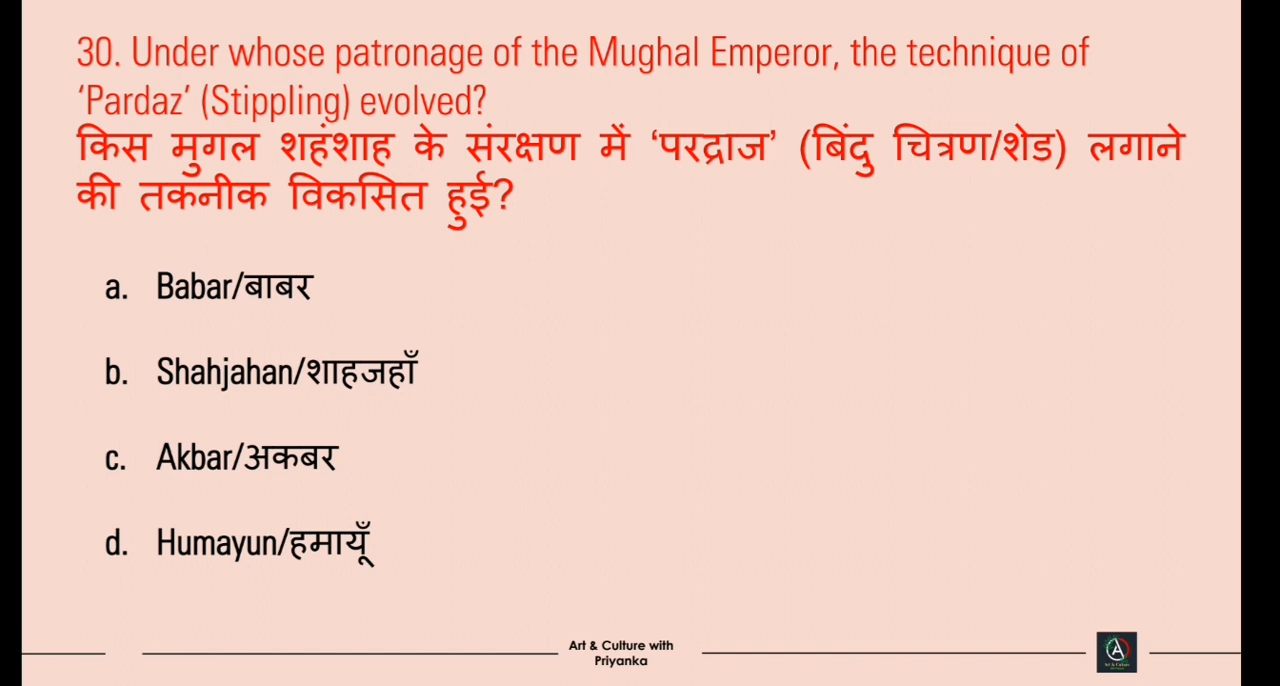 30. Under whose patronage of the Mughal Emperor, the technique of
‘Pardaz’ (Stippling) evolved?
किस मुगल शहंशाह के संरक्षण में ‘परद्राज’ (बिंदु चित्रण/शेड) लगाने
की तकनीक विकसित हुई?
a. Babar/बाबर
b. Shahjahan/शाहजहाँ
c. Akbar/अकबर
d. Humayun/हमायूँ
Art & Culture with
Priyanka